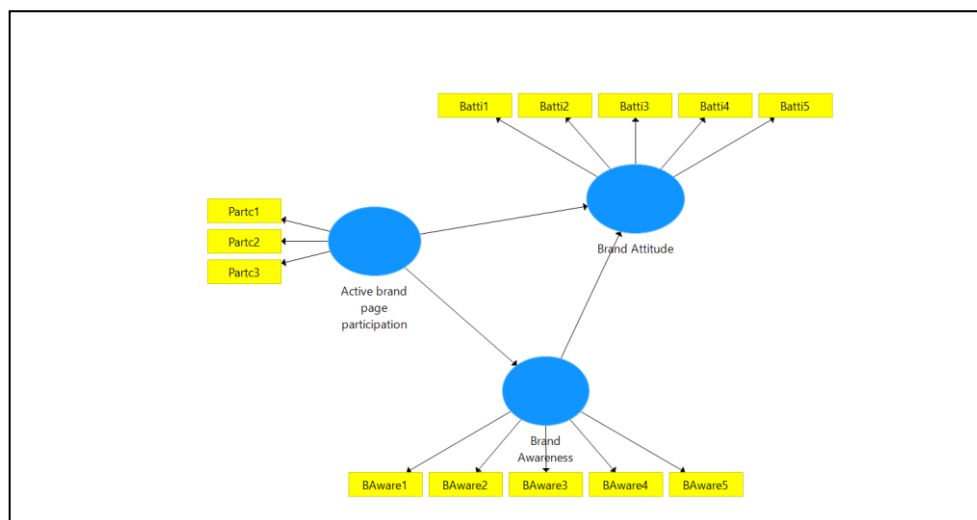 Batti1
Batti2
Batti3
Batti4
Batti5
Partc1
Partc2
Partc3
Active brand
page
participation
Brand Attitude
Brand
Awareness
BAware1
BAware2
BAware3
BAware4
BAware5